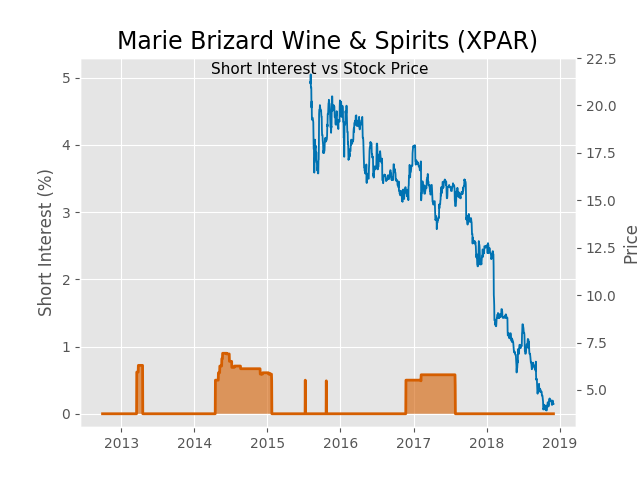 Marie Brizard Wine & Spirits (XPAR)
Short Interest vs Stock Price
Short Interest (%)
5
4
3
2
1
0
22.5
20.0
17.5
15.0
12.5
10.0
7.5
5.0
Price
2013 2014 2015 2016 2017 2018 2019